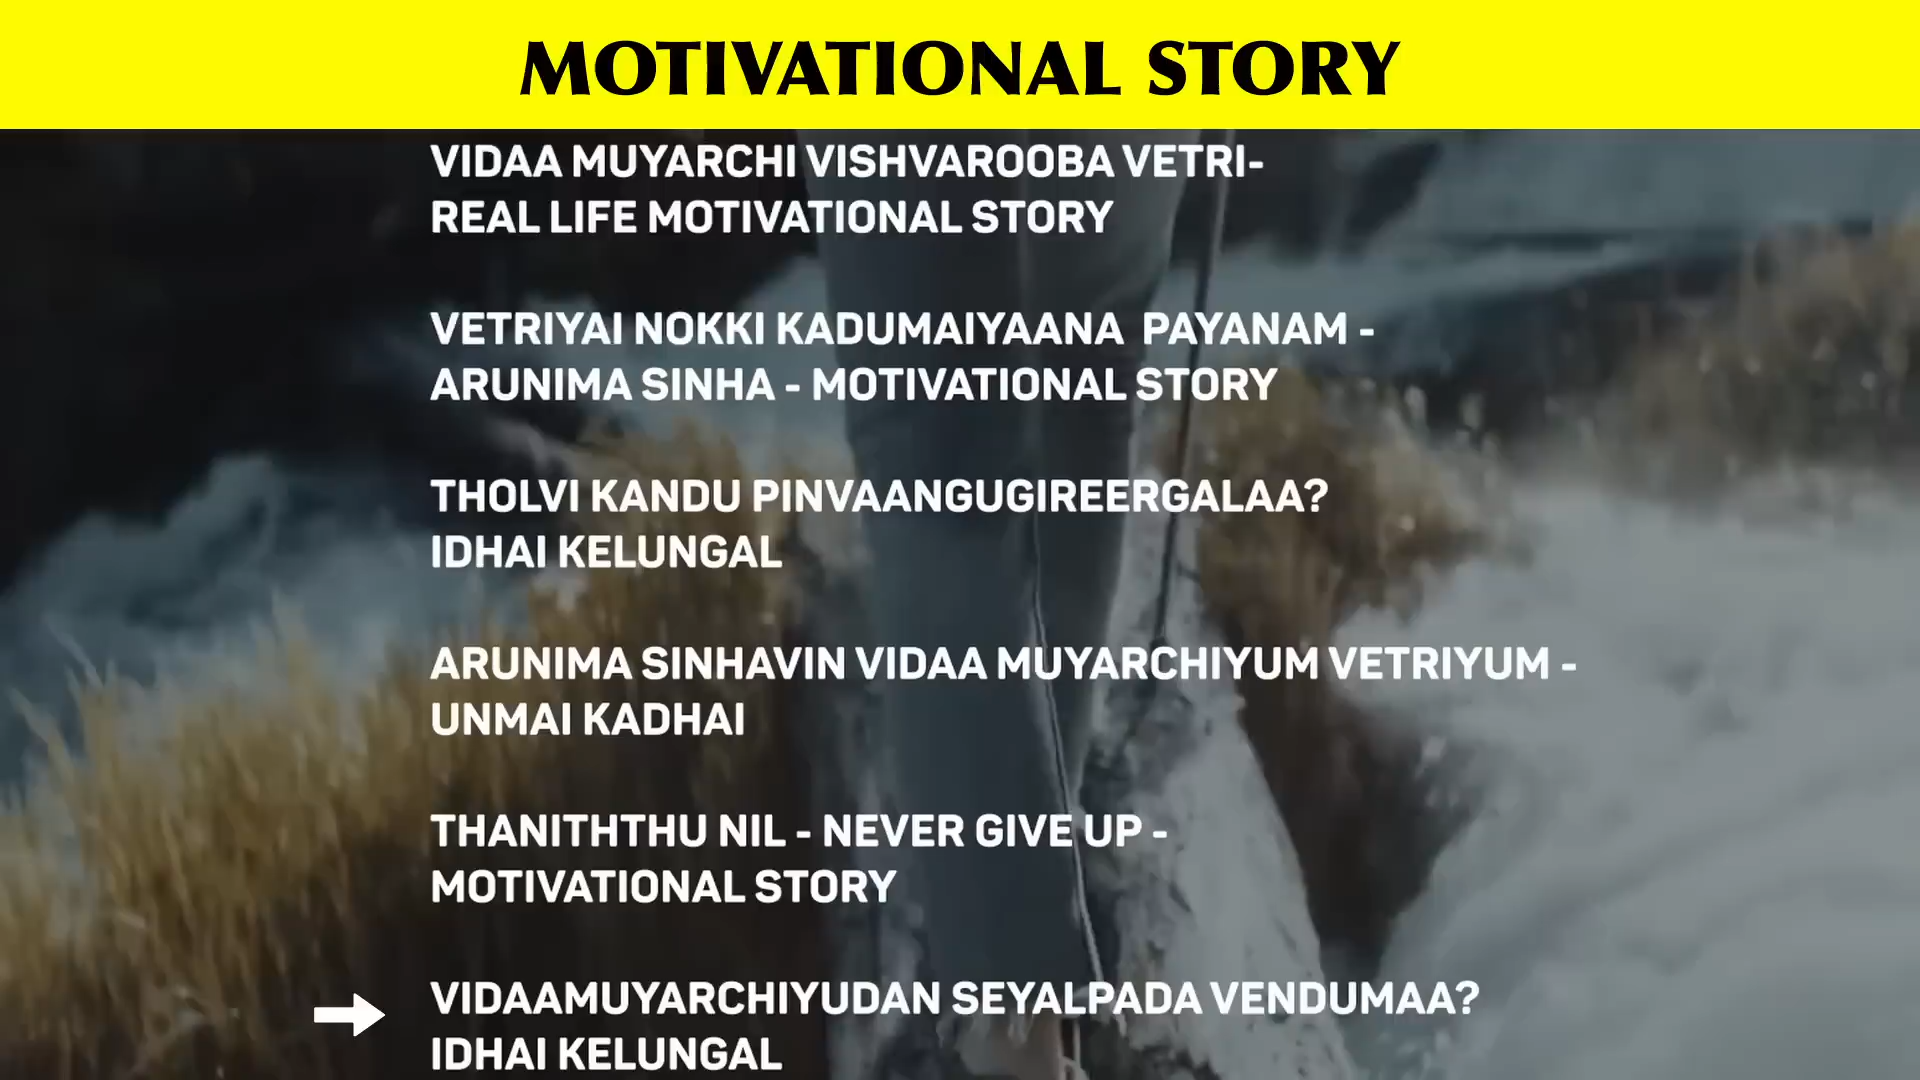 MOTIVATIONAL STORY
VIDAA MUYARCHI VISHVAROOBA VETRI-
REAL LIFE MOTIVATIONAL STORY
VETRIYAI NOKKI KADUMAIYAANA PAYANAM -
ARUNIMA SINHA - MOTIVATIONAL STORY
THOLVI KANDU PINVAANGUGIREERGALAA?
IDHAI KELUNGAL
ARUNIMA SINHAVIN VIDAA MUYARCHIYUM VETRIYUM -
UNMAI KADHAI
THANITHTHU NIL - NEVER GIVE UP -
MOTIVATIONAL STORY
VIDAAMUYARCHIYUDAN SEYALPADA VENDUMAA?
IDHAI KELUNGAL